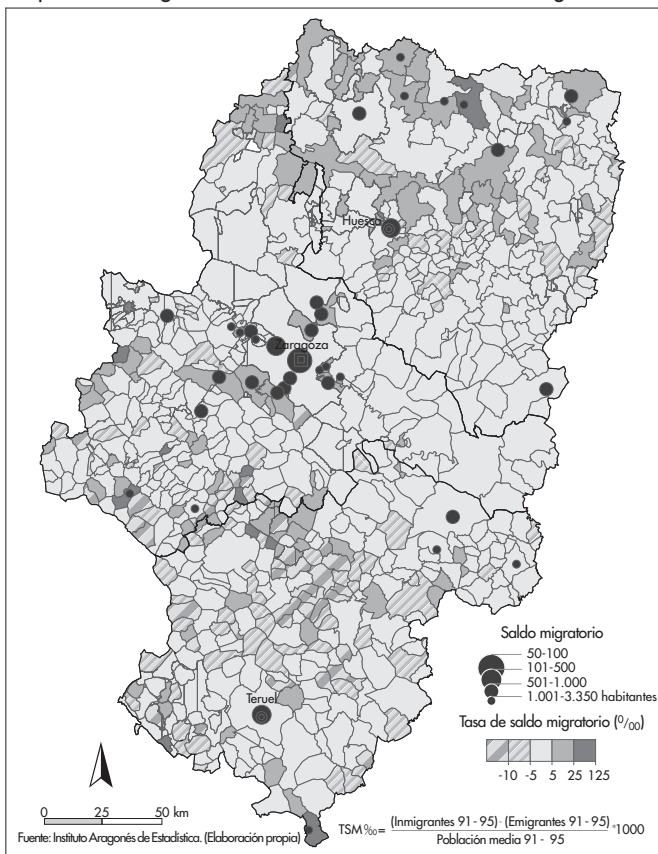 Huesca
Zaragoza
Teruel
Saldo migratorio
50-100
101-500
501-1.000
1.001-3.350 habitantes
Tasa de saldo migratorio (0/00)
-10 -5 5 25 125
0 25 50 km
Fuente: Instituto Aragonés de Estadística. (Elaboración propia)
TSM‰= (Inmigrantes 91 - 95)- (Emigrantes 91 - 95) *1000
Población media 91 - 95